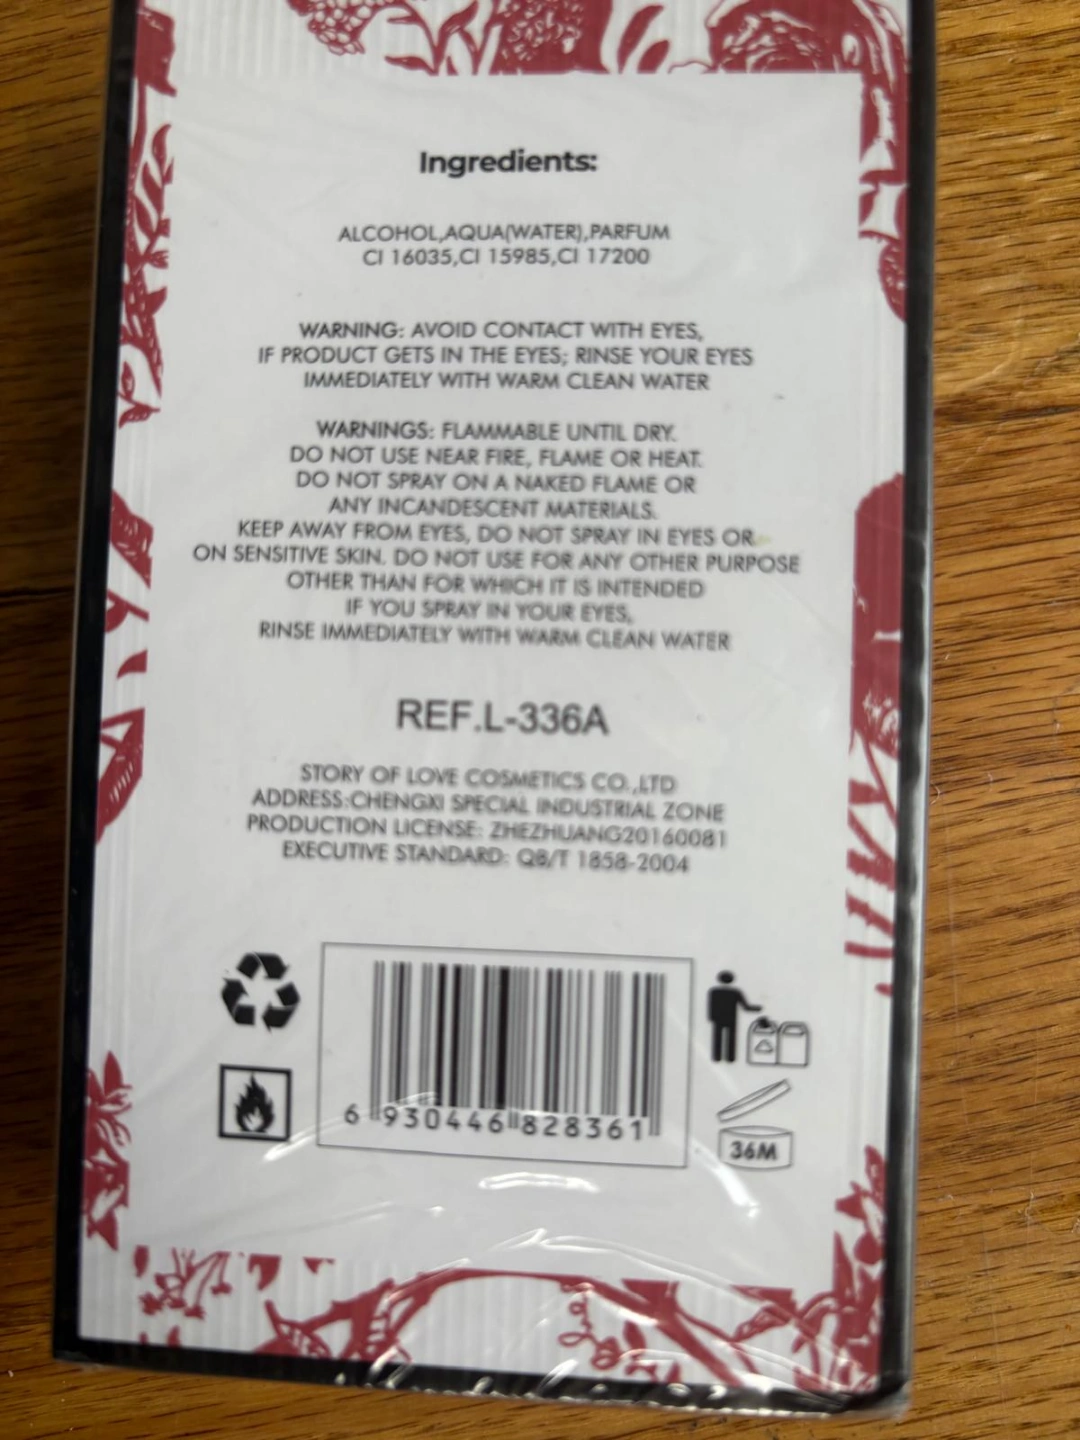 Ingredients:
ALCOHOL,AQUA(WATER),PARFUM
CI 16035,CI 15985,CI 17200
WARNING: AVOID CONTACT WITH EYES,
IF PRODUCT GETS IN THE EYES; RINSE YOUR EYES
IMMEDIATELY WITH WARM CLEAN WATER
WARNINGS: FLAMMABLE UNTIL DRY.
DO NOT USE NEAR FIRE, FLAME OR HEAT.
DO NOT SPRAY ON A NAKED FLAME OR
ANY INCANDESCENT MATERIALS.
KEEP AWAY FROM EYES, DO NOT SPRAY IN EYES OR
ON SENSITIVE SKIN. DO NOT USE FOR ANY OTHER PURPOSE
OTHER THAN FOR WHICH IT IS INTENDED
IF YOU SPRAY IN YOUR EYES,
RINSE IMMEDIATELY WITH WARM CLEAN WATER
REF.L-336A
STORY OF LOVE COSMETICS CO.,LTD
ADDRESS:CHENGXI SPECIAL INDUSTRIAL ZONE
PRODUCTION LICENSE: ZHEZHUANG20160081
EXECUTIVE STANDARD: QB/T 1858-2004
6 930446 828361
36M